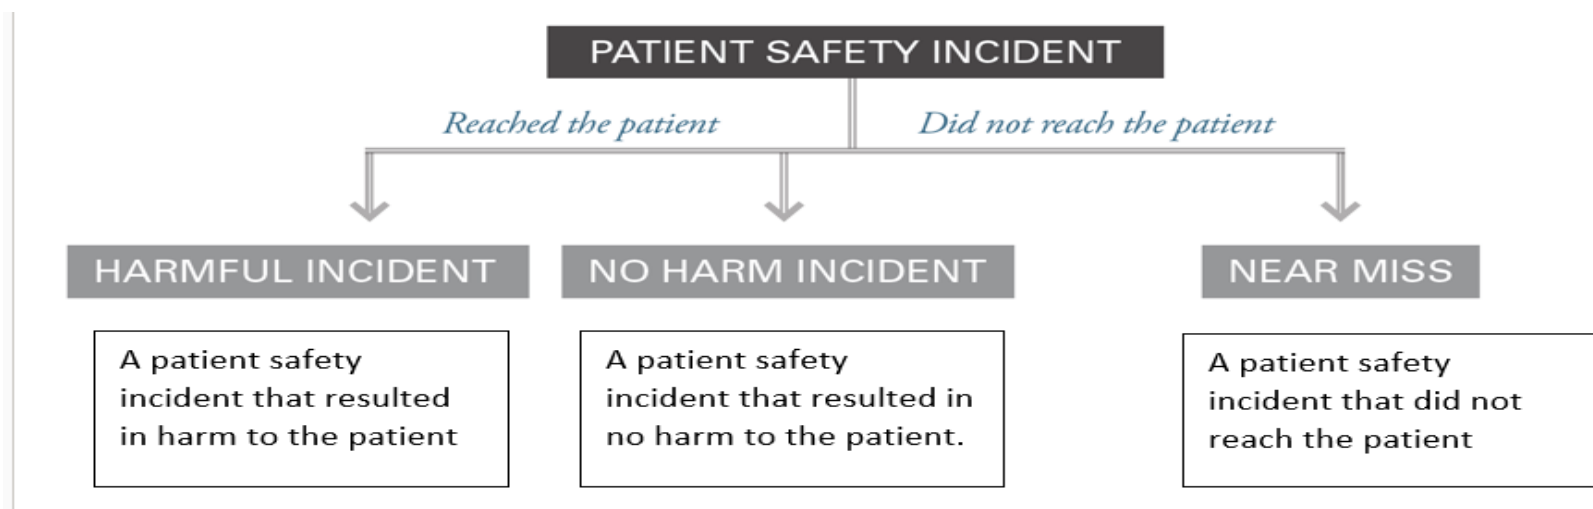 PATIENT SAFETY INCIDENT
Reached the patient
Did not reach the patient
HARMFUL INCIDENT
NO HARM INCIDENT
NEAR MISS
A patient safety
incident that resulted
in harm to the patient
A patient safety
incident that resulted in
no harm to the patient.
A patient safety
incident that did not
reach the patient